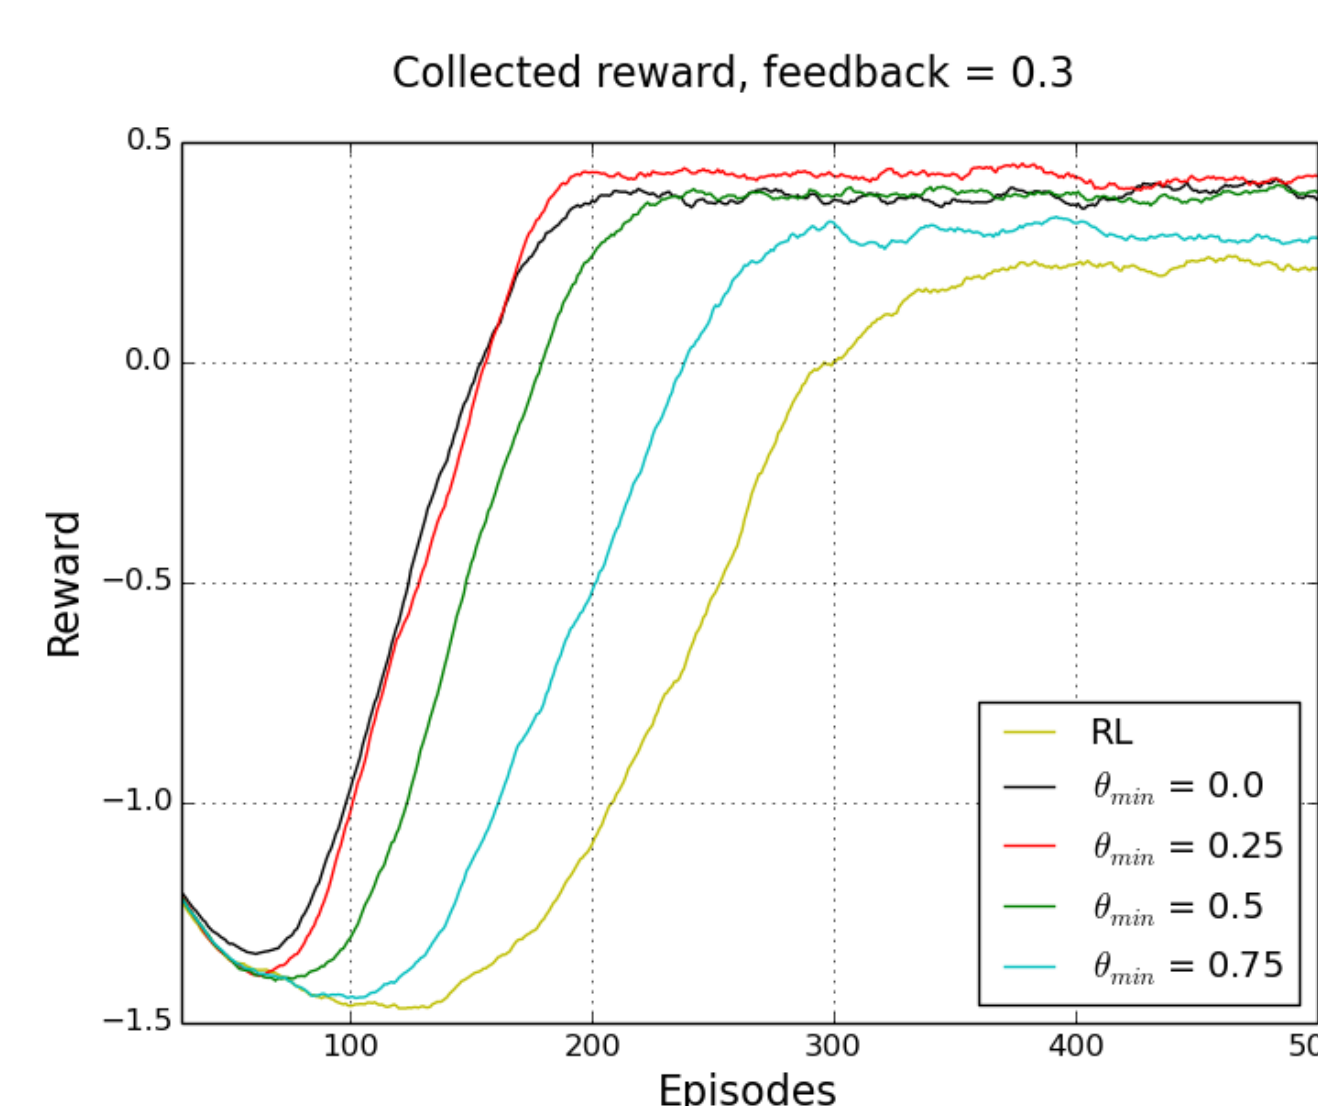 Collected reward, feedback = 0.3
0.5
0.0
−0.5
−1.0
−1.5
Reward
100 200 300 400 50
Episodes
RL
θmin = 0.0
θmin = 0.25
θmin = 0.5
θmin = 0.75